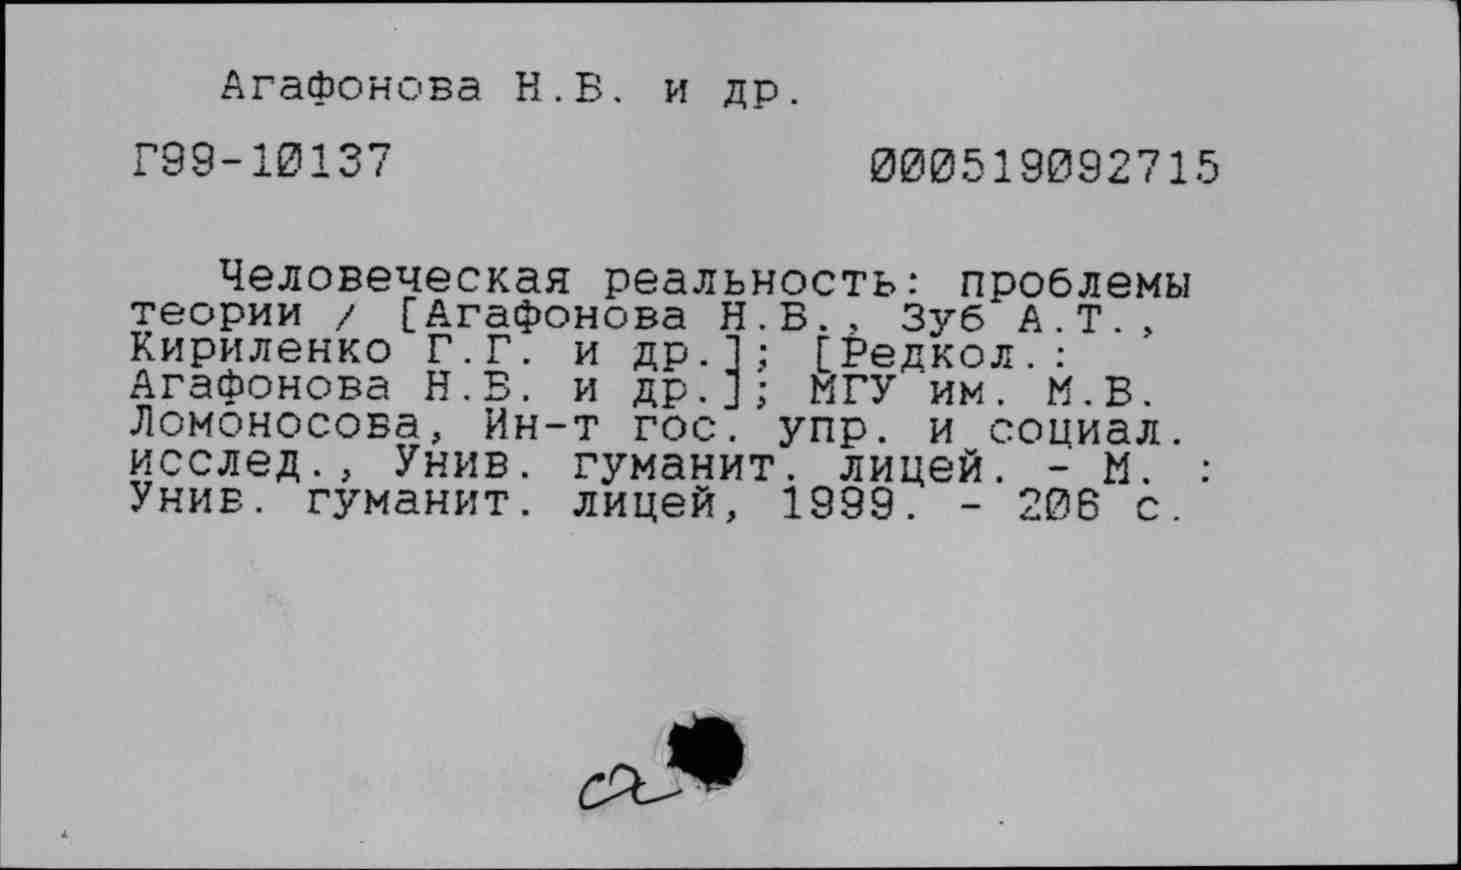 Агафонова Н.В. и др.
Г99-10137 000519092715
Человеческая реальность: проблемы
теории / [Агафонова Н.В., Зуб А.Т.,
Кириленко Г.Г. и др.]; [Редкол.:
Агафонова Н.В. и др.]; МГУ им. М.В.
Ломоносова, Ин-т гос. упр. и социал.
исслед., Унив. гуманит. лицей. - М. :
Унив. гуманит. лицей, 1999. - 206 с.